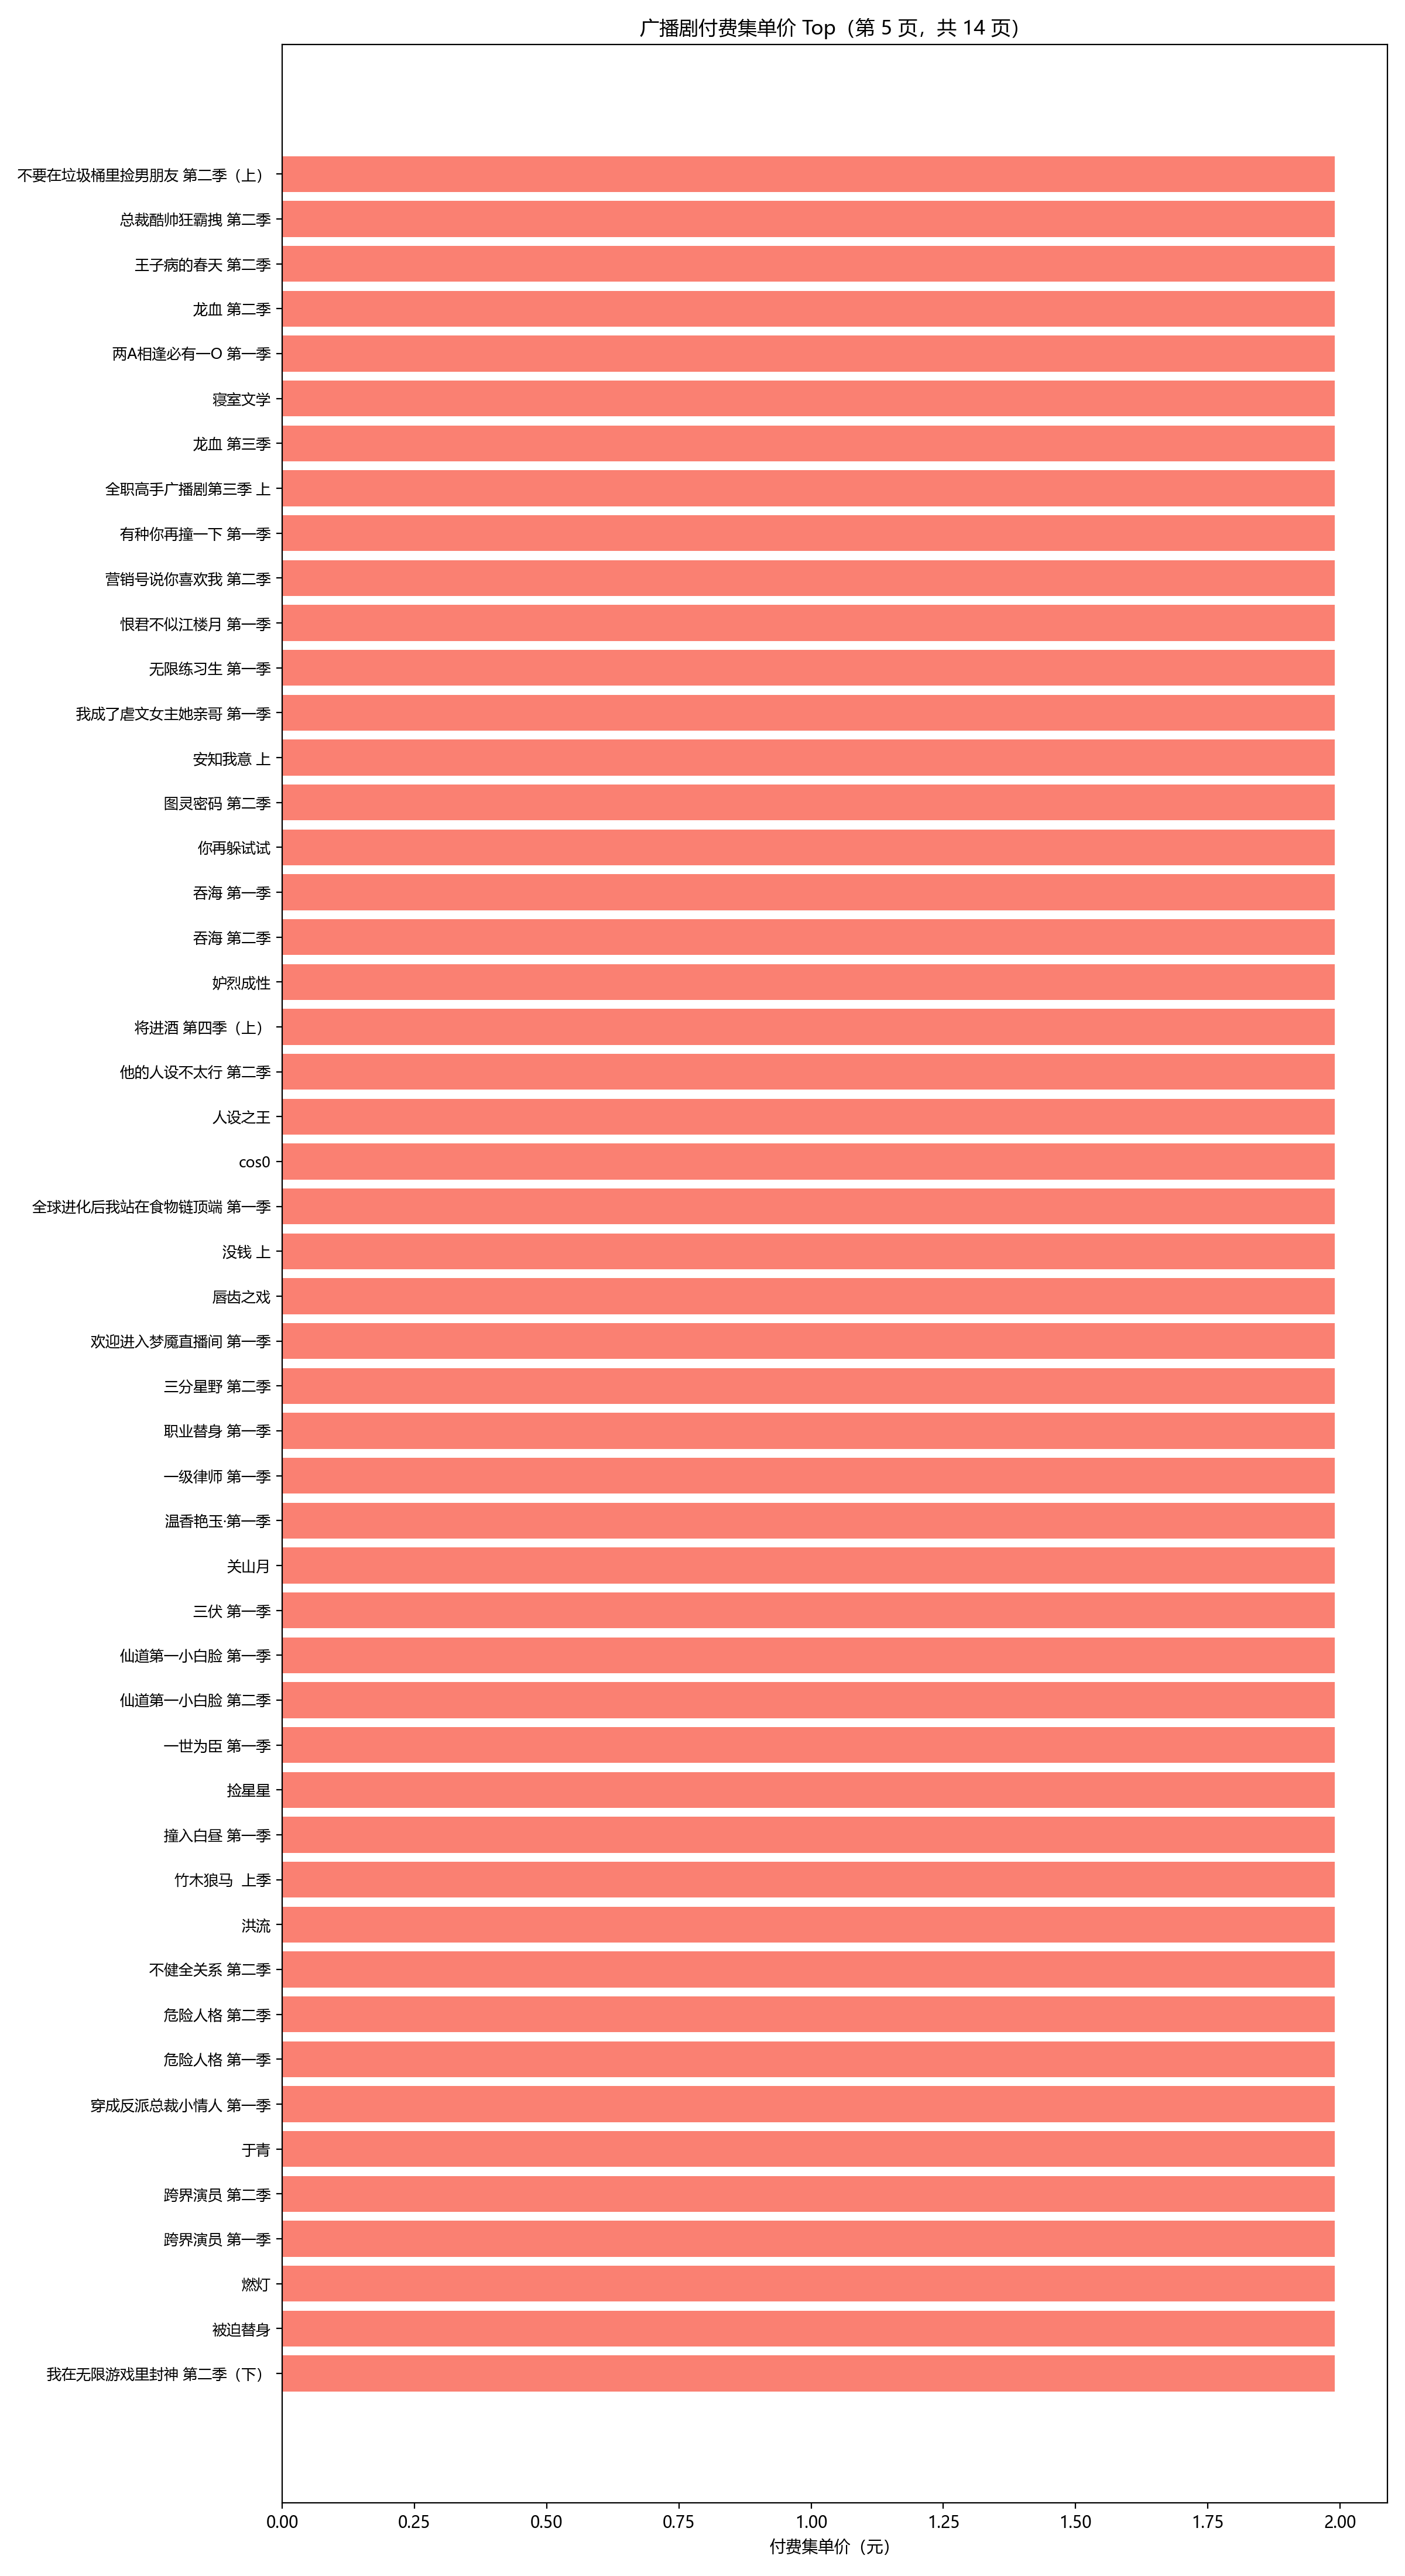 广播剧付费集单价 Top（第 5 页，共 14 页）
不要在垃圾桶里捡男朋友 第二季（上）
总裁酷帅狂霸拽 第二季
王子病的春天 第二季
龙血 第二季
两A相逢必有一O 第一季
寝室文学
龙血 第三季
全职高手广播剧第三季 上
有种你再撞一下 第一季
营销号说你喜欢我 第二季
恨君不似江楼月 第一季
无限练习生 第一季
我成了虐文女主她亲哥 第一季
安知我意 上
图灵密码 第二季
你再躲试试
吞海 第一季
吞海 第二季
妒烈成性
将进酒 第四季（上）
他的人设不太行 第二季
人设之王
cos0
全球进化后我站在食物链顶端 第一季
没钱 上
唇齿之戏
欢迎进入梦魇直播间 第一季
三分星野 第二季
职业替身 第一季
一级律师 第一季
温香艳玉·第一季
关山月
三伏 第一季
仙道第一小白脸 第一季
仙道第一小白脸 第二季
一世为臣 第一季
捡星星
撞入白昼 第一季
竹木狼马  上季
洪流
不健全关系 第二季
危险人格 第二季
危险人格 第一季
穿成反派总裁小情人 第一季
于青
跨界演员 第二季
跨界演员 第一季
燃灯
被迫替身
我在无限游戏里封神 第二季（下）
0.00 0.25 0.50 0.75 1.00 1.25 1.50 1.75 2.00
付费集单价（元）